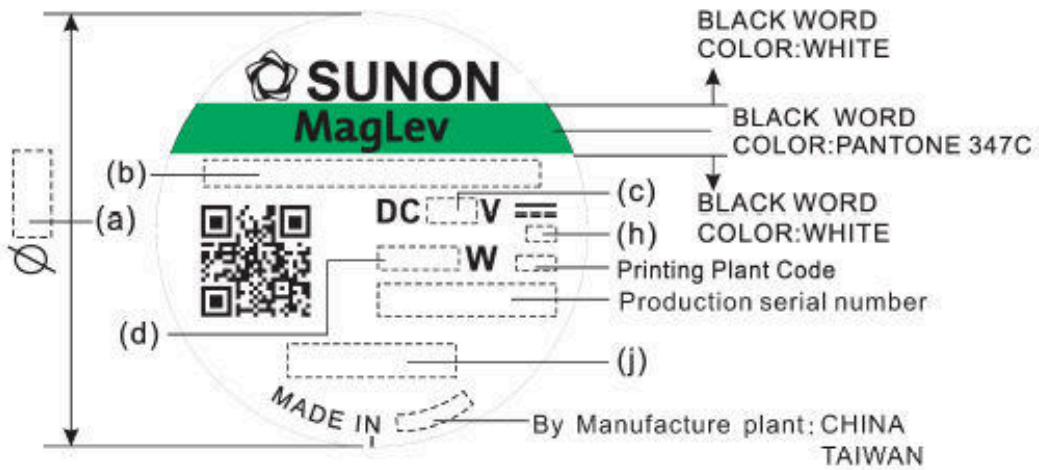 BLACK WORD
COLOR:WHITE
SUNON
MagLev
BLACK WORD
COLOR:PANTONE 347C
(b)
(a)
Ø
(c)
DC V
BLACK WORD
COLOR:WHITE
(h)
W
Printing Plant Code
Production serial number
(d)
(j)
MADE IN
By Manufacture plant: CHINA
TAIWAN